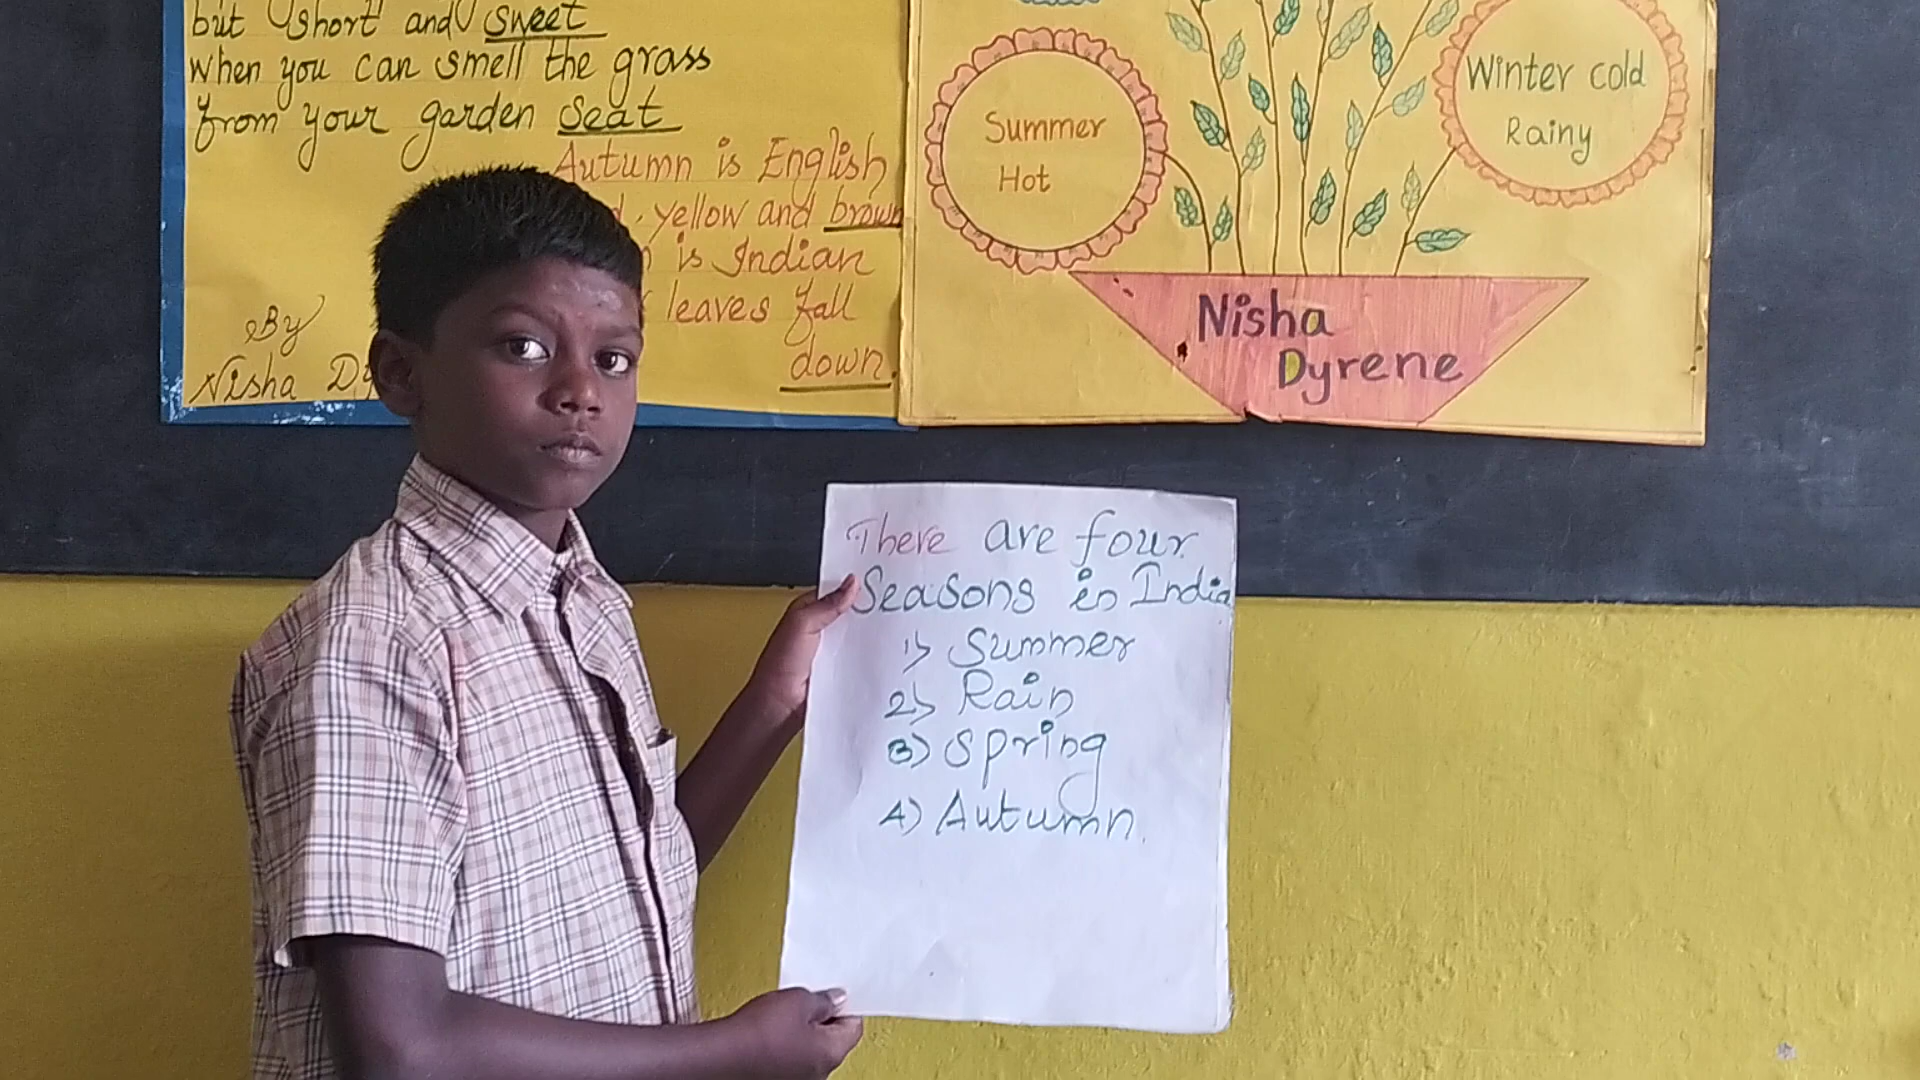 but short and sweet
when you can smell the grass
from your garden seat
Autumn is English
yellow and brown
is Indian
leaves fall
down.
By
Nisha
Summer
Hot
Winter cold
Rainy
Nisha
Dyrene
There are four
Seasons in India
1) Summer
2) Rain
3) Spring
4) Autumn.